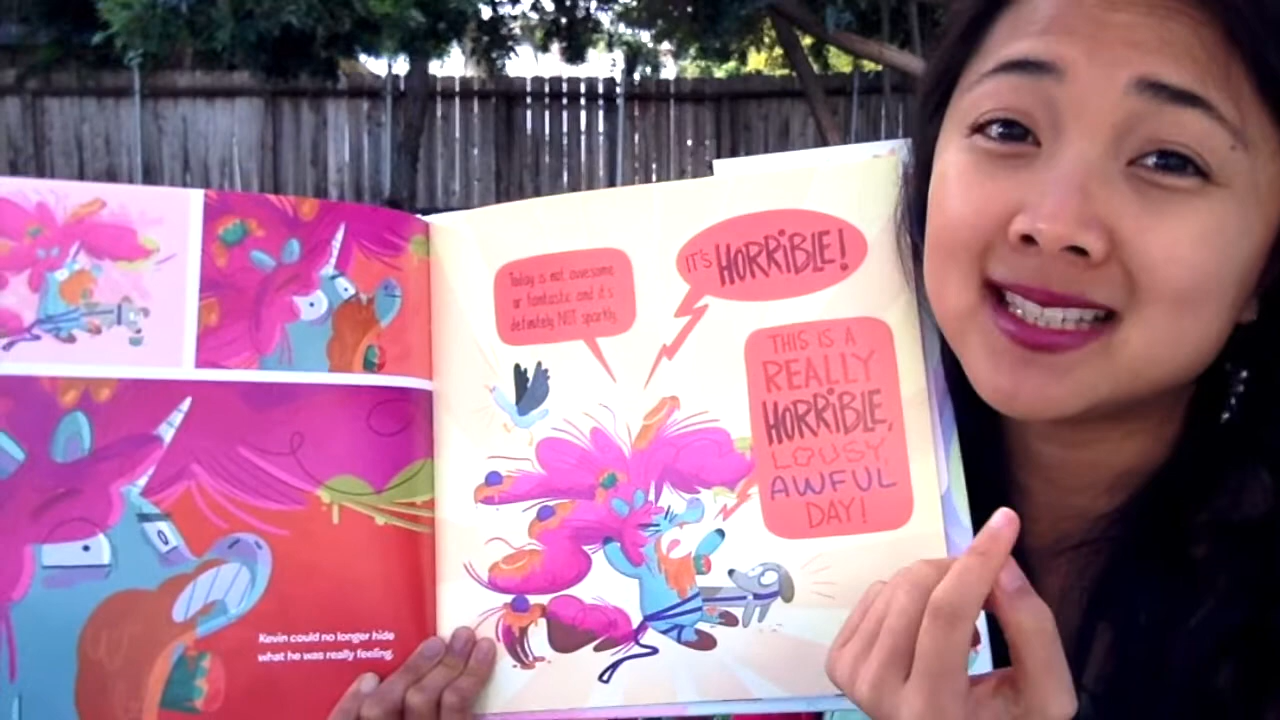 Kevin could no longer hide
what he was really feeling.
Today is not awesome
or fantastic and it's
definitely NOT sparkly.
IT'S HORRIBLE!
THIS IS A
REALLY
HORRIBLE,
LOUSY,
AWFUL
DAY!